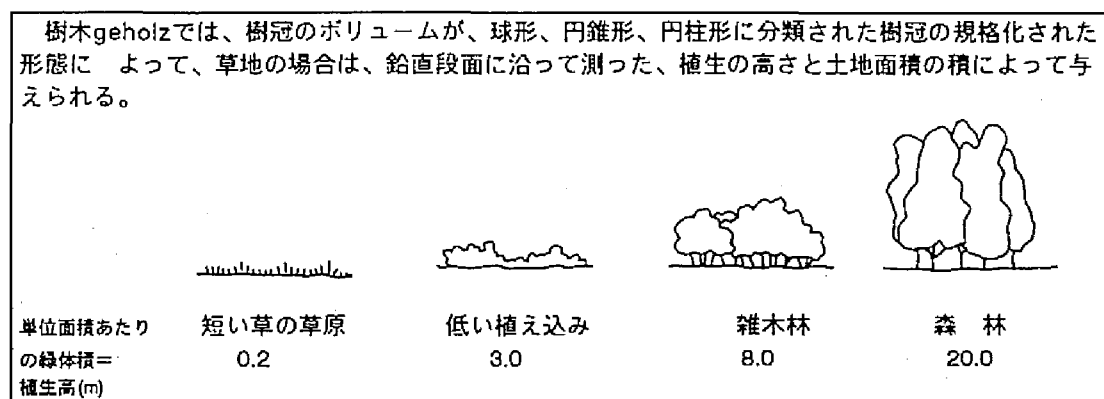 樹木geholzでは、樹冠のボリュームが、球形、円錐形、円柱形に分類された樹冠の規格化された
形態に　よって、草地の場合は、鉛直段面に沿って測った、植生の高さと土地面積の積によって与
えられる。
単位面積あたり　短い草の草原　低い植え込み　雑木林　森　林
の緑体積＝　0.2　3.0　8.0　20.0
植生高(m)